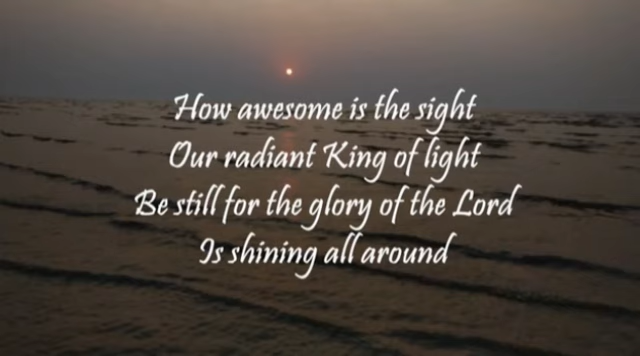 How awesome is the sight
Our radiant King of light
Be still for the glory of the Lord
Is shining all around